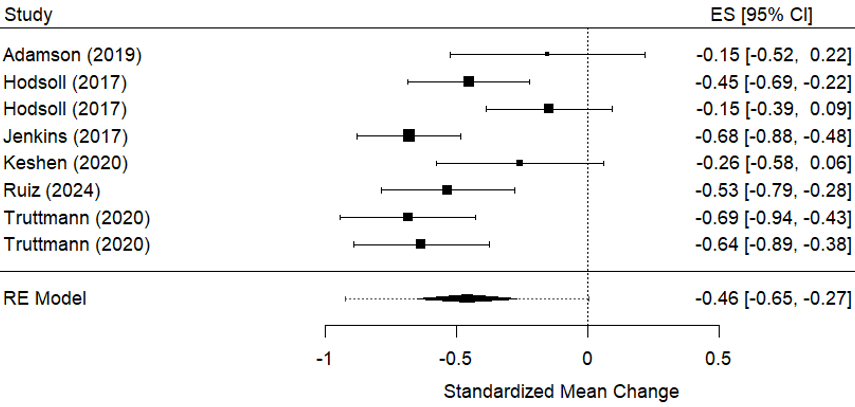 Study ES [95% CI]
Adamson (2019) -0.15 [-0.52, 0.22]
Hodsoll (2017) -0.45 [-0.69, -0.22]
Hodsoll (2017) -0.15 [-0.39, 0.09]
Jenkins (2017) -0.68 [-0.88, -0.48]
Keshen (2020) -0.26 [-0.58, 0.06]
Ruiz (2024) -0.53 [-0.79, -0.28]
Truttmann (2020) -0.69 [-0.94, -0.43]
Truttmann (2020) -0.64 [-0.89, -0.38]
RE Model -0.46 [-0.65, -0.27]
-1 -0.5 0 0.5
Standardized Mean Change